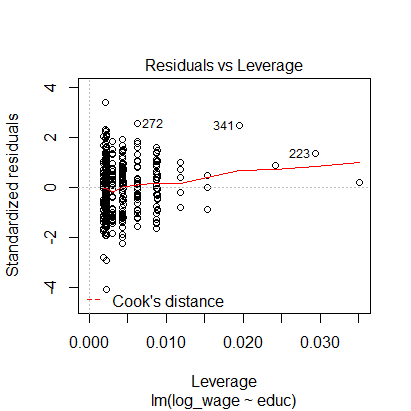 Residuals vs Leverage
Standardized residuals
4
2
0
-2
-4
272
341
223
Cook's distance
0.000
0.010
0.020
0.030
Leverage
lm(log_wage ~ educ)